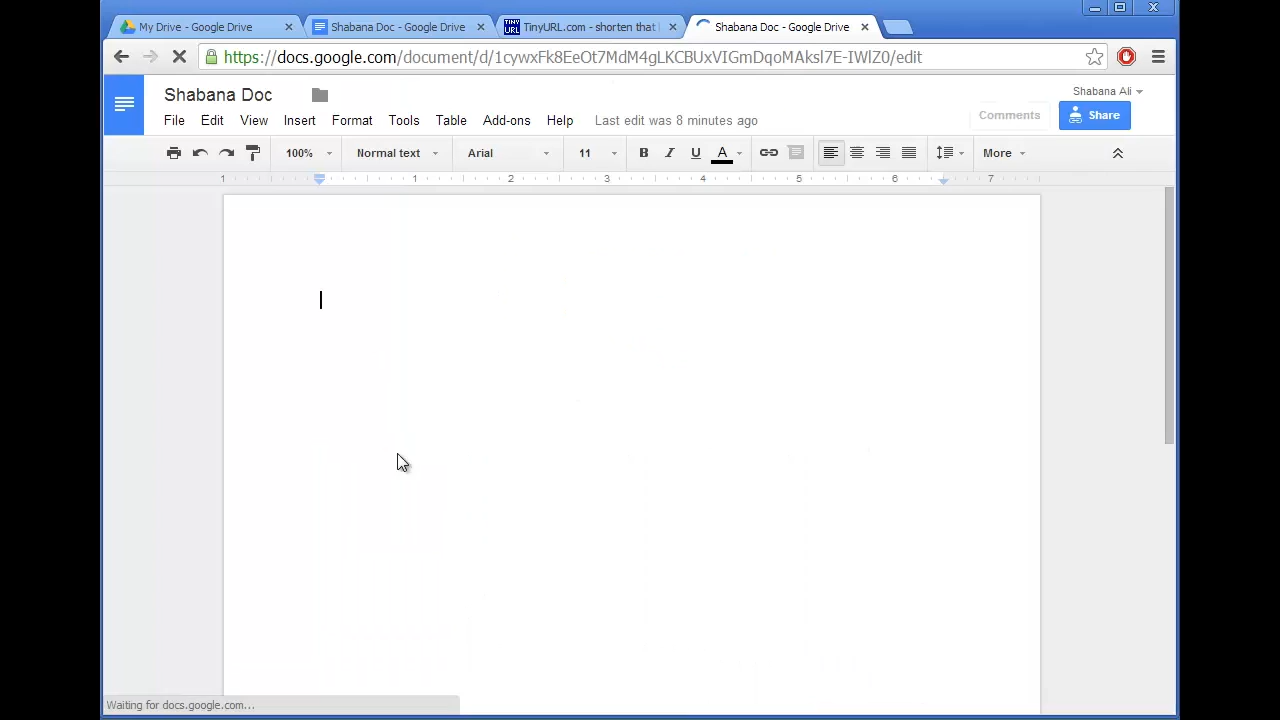 My Drive - Google Drive
Shabana Doc - Google Drive
TINY URL
TinyURL.com - shorten that
Shabana Doc - Google Drive
https://docs.google.com/document/d/1cywxFk8EeOt7MdM4gLKCBUxVIGmDqoMAksl7E-IWlZ0/edit
Shabana Doc
Shabana Ali
File Edit View Insert Format Tools Table Add-ons Help Last edit was 8 minutes ago
Comments
Share
100% Normal text Arial 11 B I U A More
1 1 2 3 4 5 6 7
Waiting for docs.google.com...